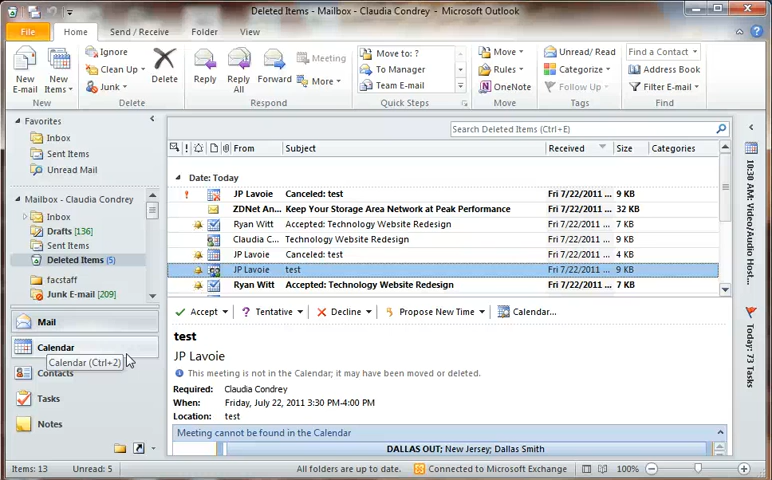 Deleted Items - Mailbox - Claudia Condrey - Microsoft Outlook
File Home Send / Receive Folder View
New E-mail
New Items
New
Ignore
Clean Up
Junk
Delete
Delete
Reply
Reply All
Forward
Meeting
More
Respond
Move to: ?
To Manager
Team E-mail
Quick Steps
Move
Rules
OneNote
Move
Unread/ Read
Categorize
Follow Up
Tags
Find a Contact
Address Book
Filter E-mail
Find
Favorites
Inbox
Sent Items
Unread Mail
Mailbox - Claudia Condrey
Inbox
Drafts [136]
Sent Items
Deleted Items (5)
facstaff
Junk E-mail [209]
Mail
Calendar
Calendar (Ctrl+2)
Contacts
Tasks
Notes
Search Deleted Items (Ctrl+E)
From Subject Received Size Categories
Date: Today
JP Lavoie Canceled: test Fri 7/22/2011 ... 9 KB
ZDNet An... Keep Your Storage Area Network at Peak Performance Fri 7/22/2011 ... 32 KB
Ryan Witt Accepted: Technology Website Redesign Fri 7/22/2011 ... 7 KB
Claudia C... Technology Website Redesign Fri 7/22/2011 ... 9 KB
JP Lavoie Canceled: test Fri 7/22/2011 ... 4 KB
JP Lavoie test Fri 7/22/2011 ... 9 KB
Ryan Witt Accepted: Technology Website Redesign Fri 7/22/2011 ... 7 KB
Accept ? Tentative Decline Propose New Time Calendar...
test
JP Lavoie
This meeting is not in the Calendar; it may have been moved or deleted.
Required: Claudia Condrey
When: Friday, July 22, 2011 3:30 PM-4:00 PM
Location: test
Meeting cannot be found in the Calendar
DALLAS OUT; New Jersey; Dallas Smith
10:30 AM: Video/Audio Host...
Today: 73 Tasks
Items: 13 Unread: 5 All folders are up to date. Connected to Microsoft Exchange 100%